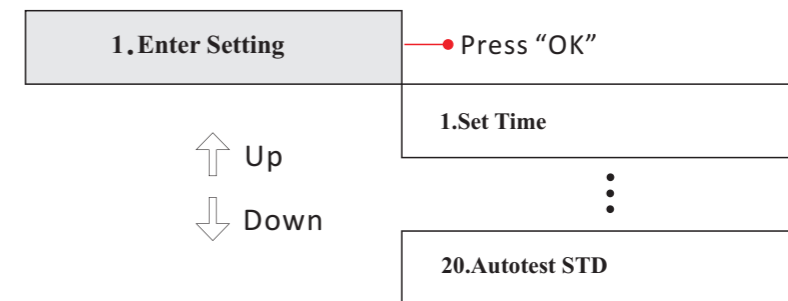 1.Enter Setting
Press “OK”
1.Set Time
Up
Down
20.Autotest STD